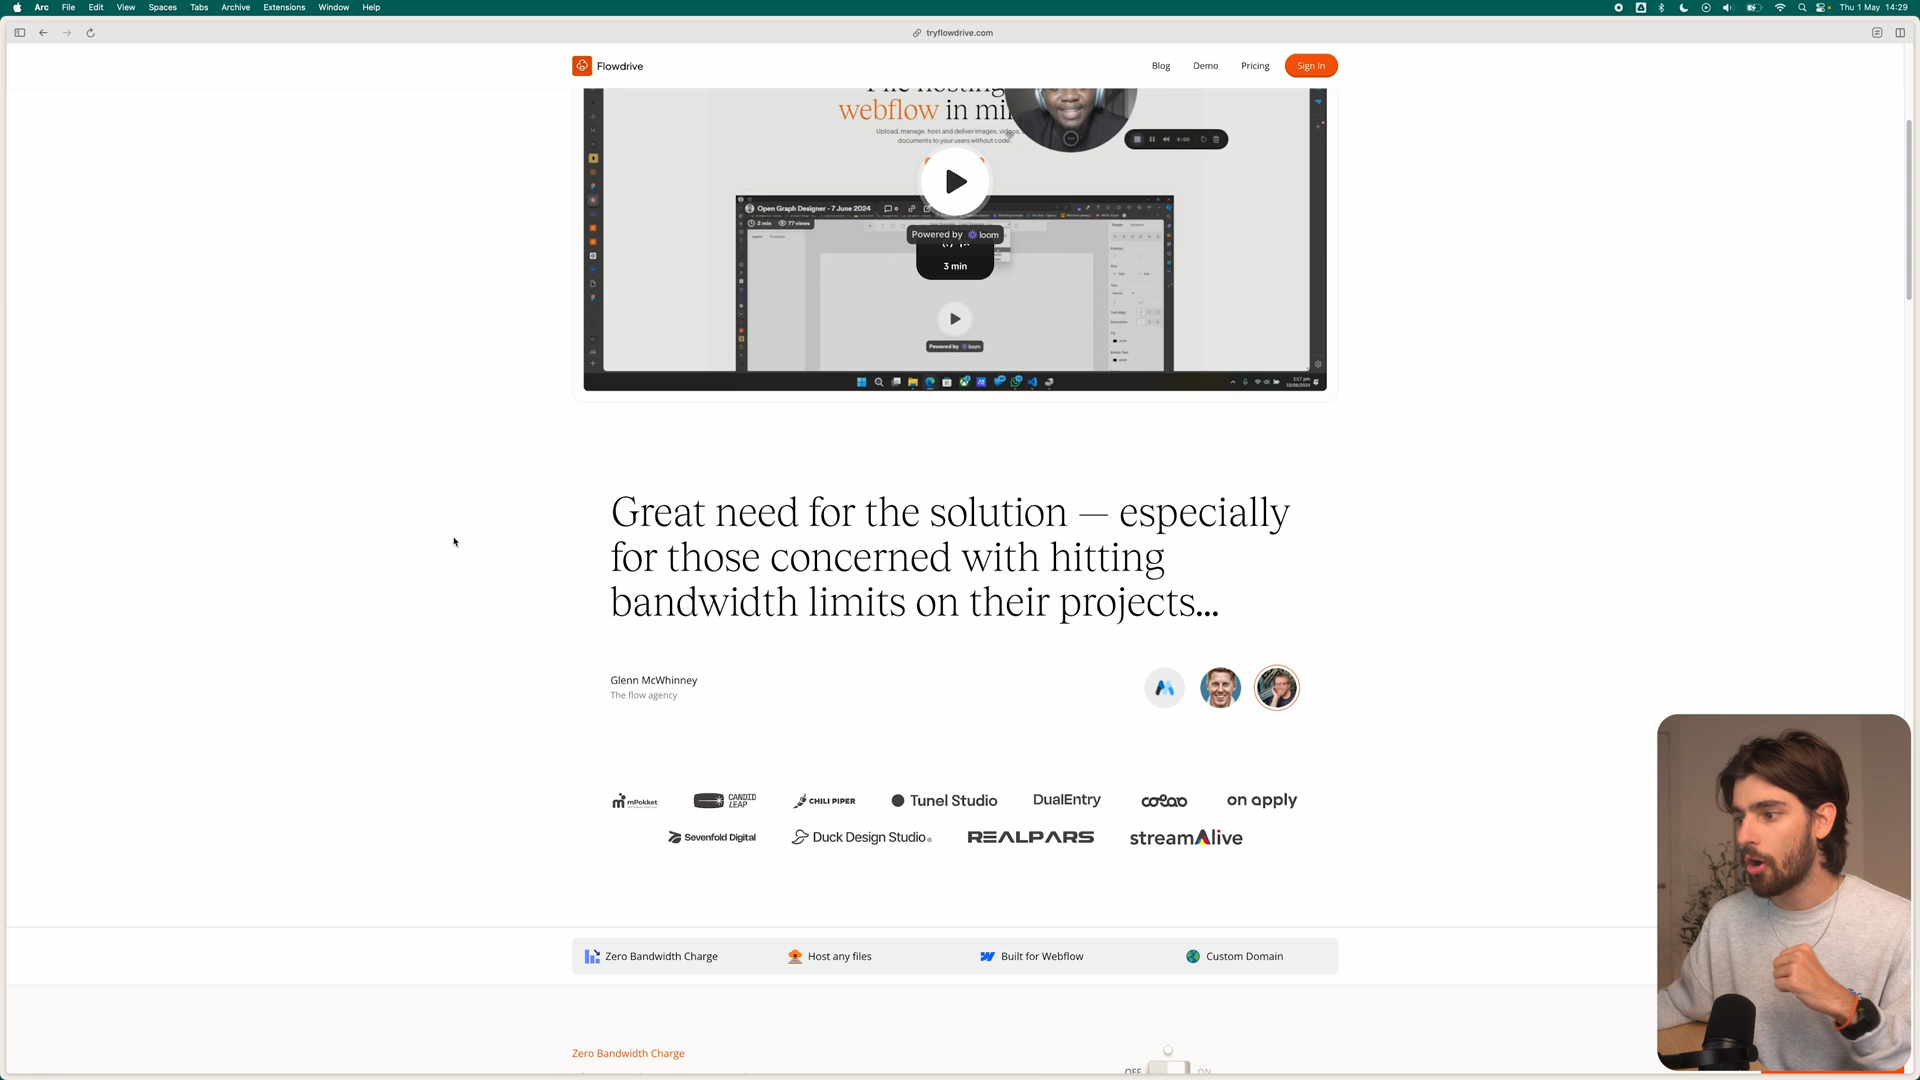 Arc File Edit View Spaces Tabs Archive Extensions Window Help
Thu 1 May 14:29
tryflowdrive.com
Flowdrive
Blog Demo Pricing Sign In
webflow in mi
Upload, manage, host and deliver images, videos,
documents to your users without code.
Open Graph Designer - 7 June 2024
3 min 77 views
Powered by loom
3 min
Powered by loom
Great need for the solution — especially
for those concerned with hitting
bandwidth limits on their projects...
Glenn McWhinney
The flow agency
mPokket CANDID LEAP CHILI PIPER Tunel Studio DualEntry on apply
Sevenfold Digital Duck Design Studio® REALPARS streamAlive
Zero Bandwidth Charge Host any files Built for Webflow Custom Domain
Zero Bandwidth Charge
OFF ON